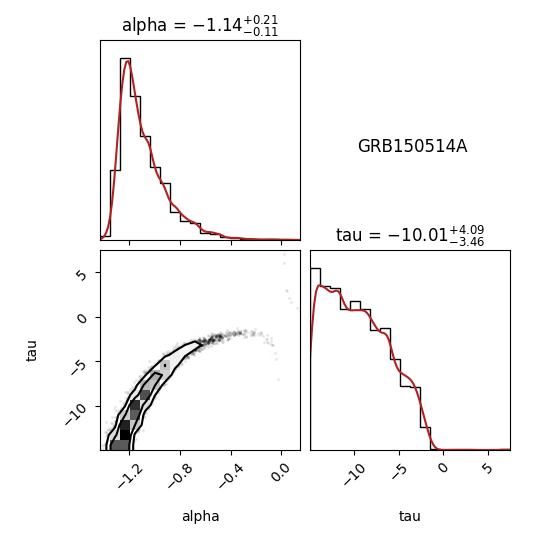 alpha = −1.14+0.21−0.11
GRB150514A
tau = −10.01+4.09−3.46
5
0
−5
−10
tau
−1.2 −0.8 −0.4 0.0
−10 −5 0 5
alpha tau